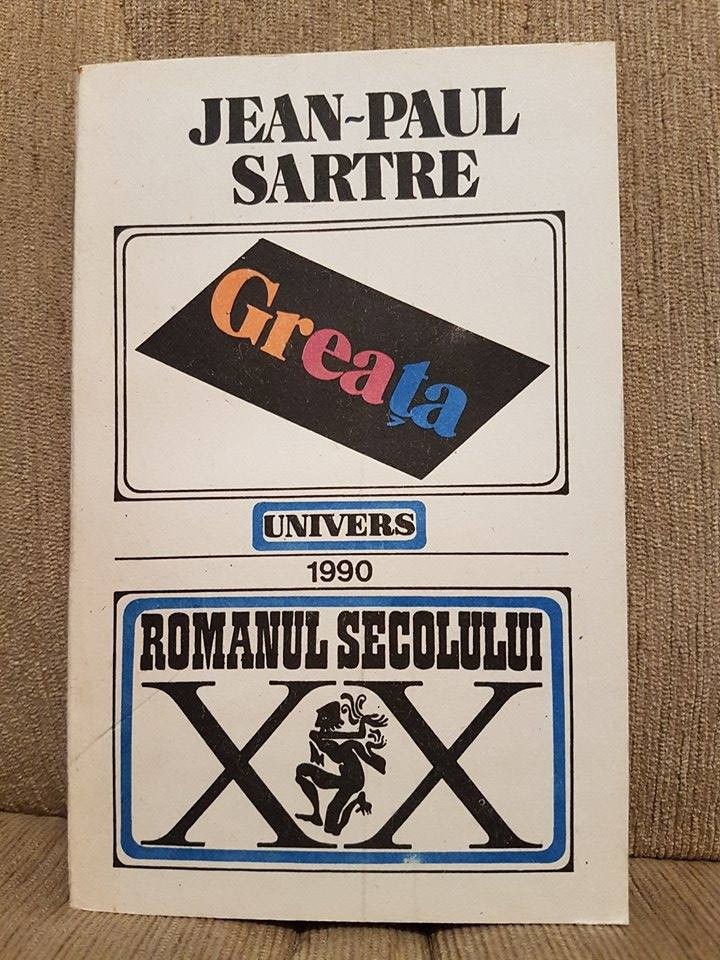 JEAN-PAUL
SARTRE
Greața
UNIVERS
1990
ROMANUL SECOLULUI
XX